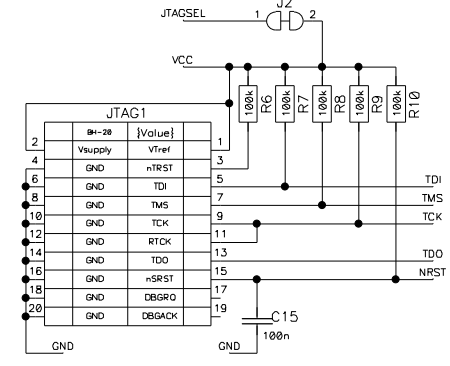 J2
JTAGSEL 1 2
VCC
100k R6 100k R7 100k R8 100k R9 100k R10
JTAG1
BH-20 }Value}
2 Vsupply VTref 1
4 GND nTRST 3
6 GND TDI 5 TDI
8 GND TMS 7 TMS
10 GND TCK 9 TCK
12 GND RTCK 11
14 GND TDO 13 TDO
16 GND nSRST 15 NRST
18 GND DBGRQ 17
20 GND DBGACK 19
C15
100n
GND GND